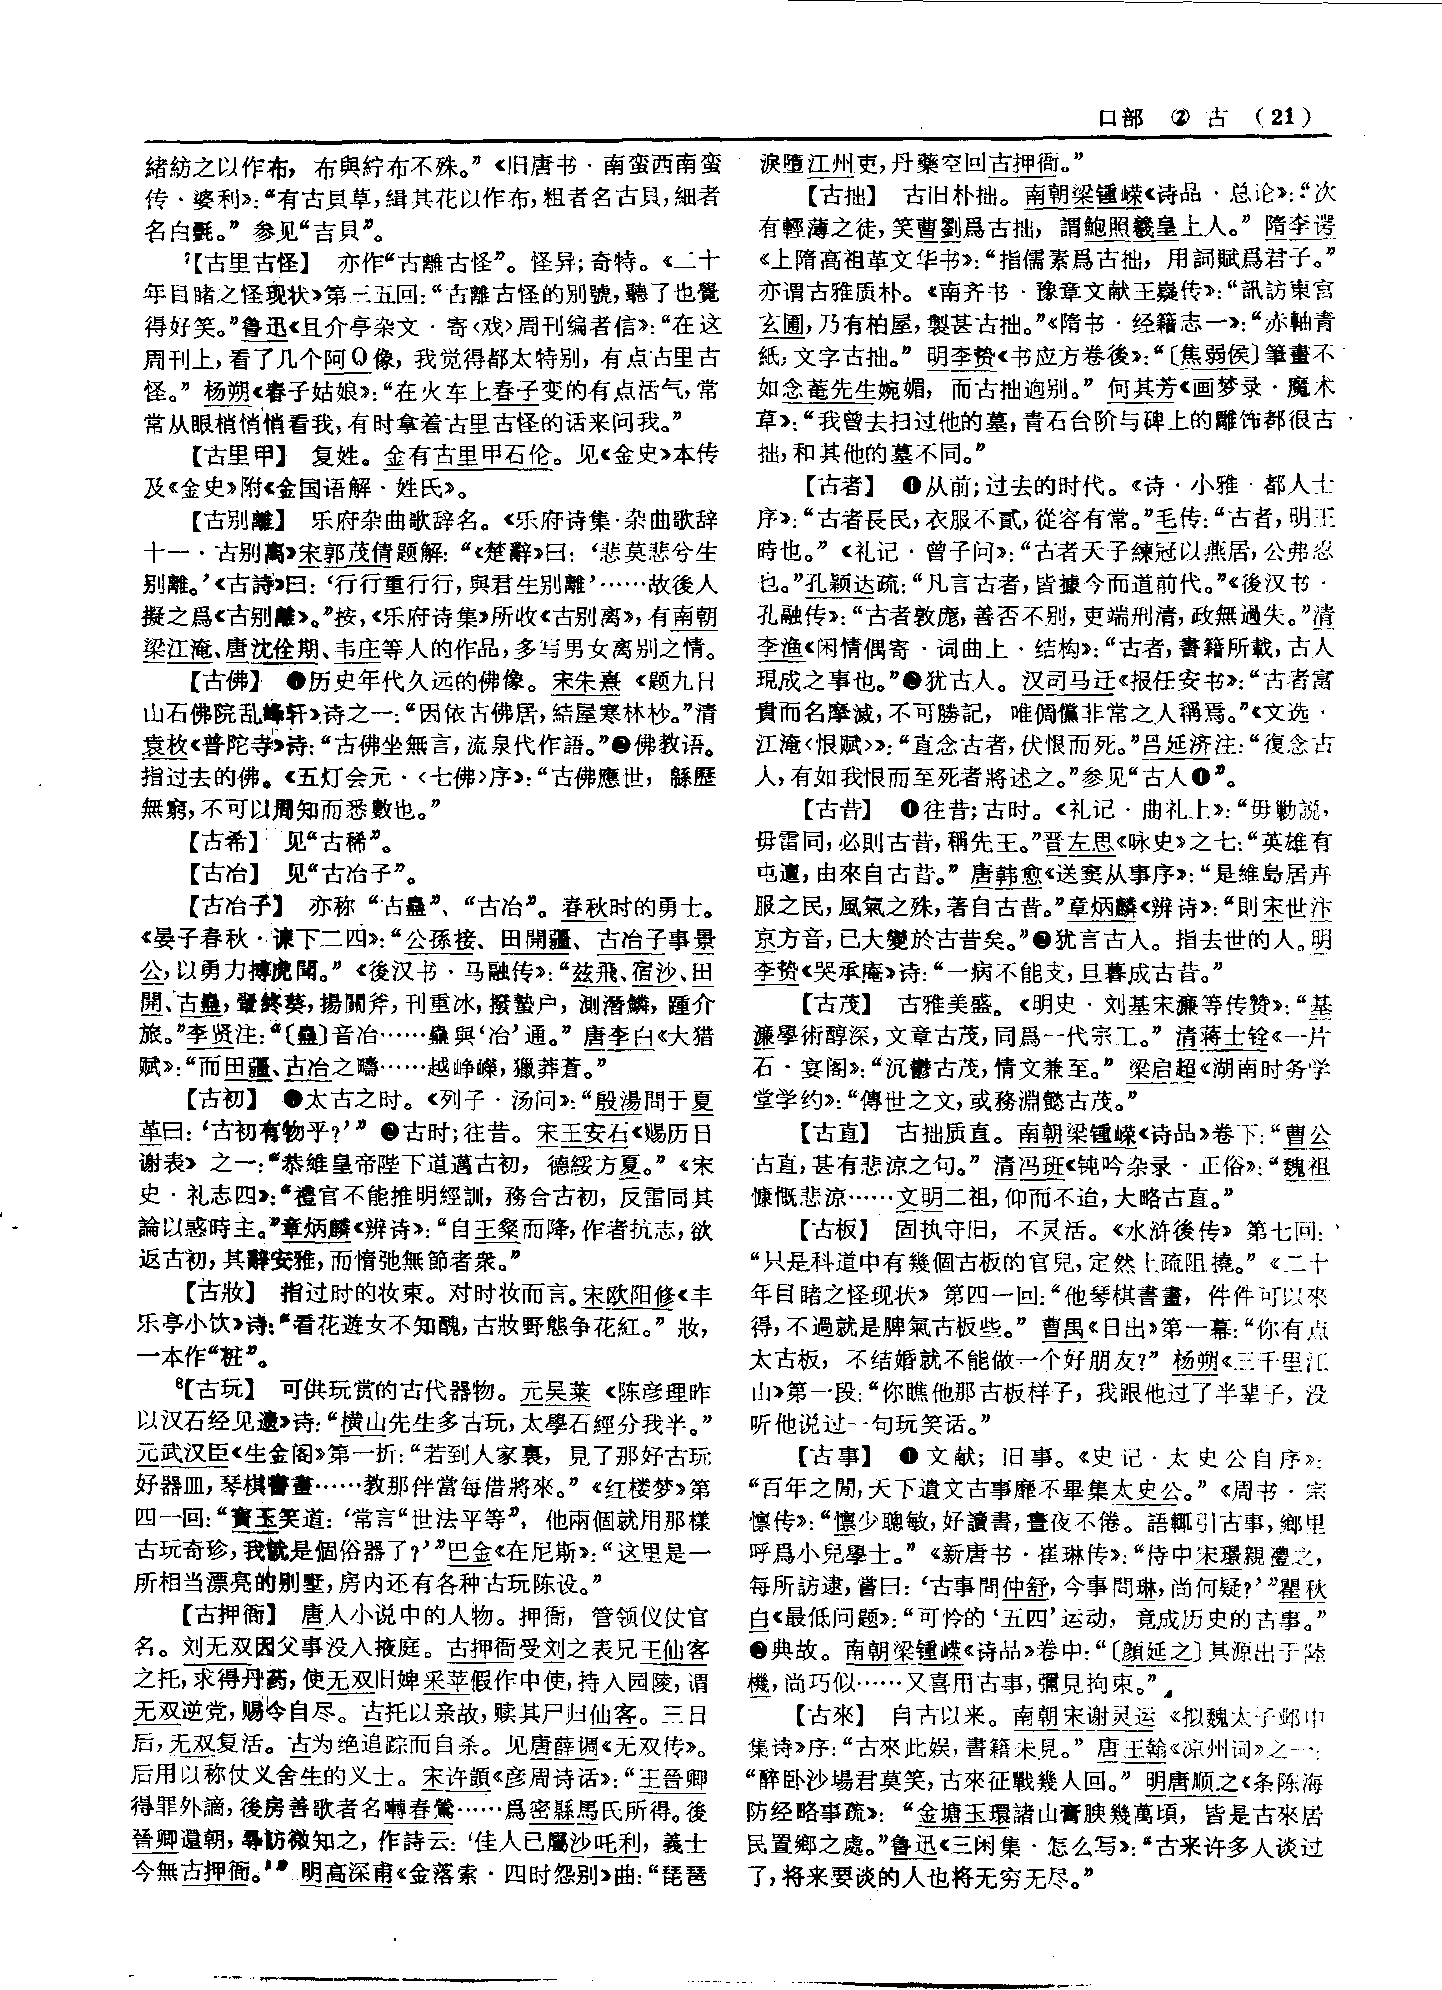 口部 ② 古 （21）
緒紡之以作布，布與紵布不殊。”《旧唐书·南蛮西南蛮
传·婆利》：“有古貝草，緝其花以作布，粗者名古貝，細者
名白氎。”参见“吉貝”。
⁷【古里古怪】 亦作“古離古怪”。怪异；奇特。《二十
年目睹之怪现状》第三五回：“古離古怪的别號，聽了也覺
得好笑。”鲁迅《且介亭杂文·寄〈戏〉周刊编者信》：“在这
周刊上，看了几个阿Q像，我觉得都太特别，有点古里古
怪。”杨朔《春子姑娘》：“在火车上春子变的有点活气，常
常从眼梢悄悄看我，有时拿着古里古怪的话来问我。”
【古里甲】 复姓。金有古里甲石伦。见《金史》本传
及《金史》附《金国语解·姓氏》。
【古别離】 乐府杂曲歌辞名。《乐府诗集·杂曲歌辞
十一·古别离》宋郭茂倩题解：“《楚辭》曰：‘悲莫悲兮生
别離。’《古詩》曰：‘行行重行行，與君生别離’……故後人
擬之爲《古别離》。”按，《乐府诗集》所收《古别离》，有南朝
梁江淹、唐沈佺期、韦庄等人的作品，多写男女离别之情。
【古佛】 ❶历史年代久远的佛像。宋朱熹《题九日
山石佛院乱峰轩》诗之一：“因依古佛居，結屋寒林杪。”清
袁枚《普陀寺》诗：“古佛坐無言，流泉代作語。”❷佛教语。
指过去的佛。《五灯会元·〈七佛〉序》：“古佛應世，緜歷
無窮，不可以周知而悉數也。”
【古希】 见“古稀”。
【古冶】 见“古冶子”。
【古冶子】 亦称“古蠱”、“古冶”。春秋时的勇士。
《晏子春秋·谏下二四》：“公孫接、田開疆、古冶子事景
公，以勇力搏虎聞。”《後汉书·马融传》：“兹飛、宿沙、田
開、古蠱，翬終葵，揚關斧，刊重冰，撥蟄户，測潛鱗，踵介
旅。”李贤注：“〔蠱〕音冶……蠱與‘冶’通。”唐李白《大猎
赋》：“而田疆、古冶之疇……越峥嶸，獵莽蒼。”
【古初】 ❶太古之时。《列子·汤问》：“殷湯問于夏
革曰：‘古初有物乎？’”❷古时；往昔。宋王安石《赐历日
谢表》之一：“恭維皇帝陛下道邁古初，德綏方夏。”《宋
史·礼志四》：“禮官不能推明經訓，務合古初，反雷同其
論以惑時主。”章炳麟《辨诗》：“自王粲而降，作者抗志，欲
返古初，其辭安雅，而惰弛無節者衆。”
【古妝】 指过时的妆束。对时妆而言。宋欧阳修《丰
乐亭小饮》诗：“看花遊女不知醜，古妝野態争花紅。”妝，
一本作“粧”。
⁸【古玩】 可供玩赏的古代器物。元吴莱《陈彦理昨
以汉石经见遗》诗：“横山先生多古玩，太學石經分我半。”
元武汉臣《生金阁》第一折：“若到人家裏，見了那好古玩
好器皿，琴棋書畫……教那伴當每借將來。”《红楼梦》第
四一回：“寳玉笑道：‘常言“世法平等”，他兩個就用那樣
古玩奇珍，我就是個俗器了？’”巴金《在尼斯》：“这里是一
所相当漂亮的别墅，房内还有各种古玩陈设。”
【古押衙】 唐人小说中的人物。押衙，管领仪仗官
名。刘无双因父事没入掖庭。古押衙受刘之表兄王仙客
之托，求得丹药，使无双旧婢采苹假作中使，持入园陵，谓
无双逆党，赐令自尽。古托以亲故，赎其尸归仙客。三日
后，无双复活。古为绝追踪而自杀。见唐薛调《无双传》。
后用以称仗义舍生的义士。宋许顗《彦周诗话》：“王晉卿
得罪外謫，後房善歌者名囀春鶯……爲密縣馬氏所得。後
晉卿還朝，尋訪微知之，作詩云：‘佳人已屬沙吒利，義士
今無古押衙。’”明高深甫《金落索·四时怨别》曲：“琵琶
淚墮江州吏，丹藥空回古押衙。”
【古拙】 古旧朴拙。南朝梁锺嵘《诗品·总论》：“次
有輕薄之徒，笑曹劉爲古拙，謂鮑照羲皇上人。”隋李谔
《上隋高祖革文华书》：“指儒素爲古拙，用詞賦爲君子。”
亦谓古雅质朴。《南齐书·豫章文献王嶷传》：“訊訪東宫
玄圃，乃有柏屋，製甚古拙。”《隋书·经籍志一》：“赤軸青
紙，文字古拙。”明李贽《书应方卷後》：“〔焦弱侯〕筆畫不
如念菴先生婉媚，而古拙適别。”何其芳《画梦录·魔术
草》：“我曾去扫过他的墓，青石台阶与碑上的雕饰都很古
拙，和其他的墓不同。”
【古者】 ❶从前；过去的时代。《诗·小雅·都人士
序》：“古者長民，衣服不貳，從容有常。”毛传：“古者，明王
時也。”《礼记·曾子问》：“古者天子練冠以燕居，公弗忍
也。”孔颖达疏：“凡言古者，皆據今而道前代。”《後汉书·
孔融传》：“古者敦庬，善否不别，吏端刑清，政無過失。”清
李渔《闲情偶寄·词曲上·结构》：“古者，書籍所載，古人
現成之事也。”❷犹古人。汉司马迁《报任安书》：“古者富
貴而名摩滅，不可勝記，唯倜儻非常之人稱焉。”《文选·
江淹〈恨赋〉》：“直念古者，伏恨而死。”吕延济注：“復念古
人，有如我恨而至死者將述之。”参见“古人❶”。
【古昔】 ❶往昔；古时。《礼记·曲礼上》：“毋勦説，
毋雷同，必則古昔，稱先王。”晋左思《咏史》之七：“英雄有
屯邅，由來自古昔。”唐韩愈《送窦从事序》：“是維島居卉
服之民，風氣之殊，著自古昔。”章炳麟《辨诗》：“則宋世汴
京方音，已大變於古昔矣。”❷犹言古人。指去世的人。明
李贽《哭承庵》诗：“一病不能支，旦暮成古昔。”
【古茂】 古雅美盛。《明史·刘基宋濂等传赞》：“基
濂學術醇深，文章古茂，同爲一代宗工。”清蒋士铨《一片
石·宴阁》：“沉鬱古茂，情文兼至。”梁启超《湖南时务学
堂学约》：“傳世之文，或務淵懿古茂。”
【古直】 古拙质直。南朝梁锺嵘《诗品》卷下：“曹公
古直，甚有悲涼之句。”清冯班《钝吟杂录·正俗》：“魏祖
慷慨悲涼……文明二祖，仰而不迨，大略古直。”
【古板】 固执守旧，不灵活。《水浒後传》第七回：
“只是科道中有幾個古板的官兒，定然上疏阻撓。”《二十
年目睹之怪现状》第四一回：“他琴棋書畫，件件可以來
得，不過就是脾氣古板些。”曹禺《日出》第一幕：“你有点
太古板，不结婚就不能做一个好朋友？”杨朔《三千里江
山》第一段：“你瞧他那古板样子，我跟他过了半辈子，没
听他说过一句玩笑话。”
【古事】 ❶文献；旧事。《史记·太史公自序》：
“百年之間，天下遺文古事靡不畢集太史公。”《周书·宗
懔传》：“懔少聰敏，好讀書，晝夜不倦。語輒引古事，鄉里
呼爲小兒學士。”《新唐书·崔琳传》：“侍中宋璟親禮之，
每所訪逮，嘗曰：‘古事問仲舒，今事問琳，尚何疑？’”瞿秋
白《最低问题》：“可怜的‘五四’运动，竟成历史的古事。”
❷典故。南朝梁锺嵘《诗品》卷中：“〔顔延之〕其源出于陸
機，尚巧似……又喜用古事，彌見拘束。”
【古來】 自古以来。南朝宋谢灵运《拟魏太子邺中
集诗》序：“古來此娱，書籍未見。”唐王翰《凉州词》之一：
“醉卧沙場君莫笑，古來征戰幾人回。”明唐顺之《条陈海
防经略事疏》：“金塘玉環諸山膏腴幾萬頃，皆是古來居
民置鄉之處。”鲁迅《三闲集·怎么写》：“古来许多人谈过
了，将来要谈的人也将无穷无尽。”